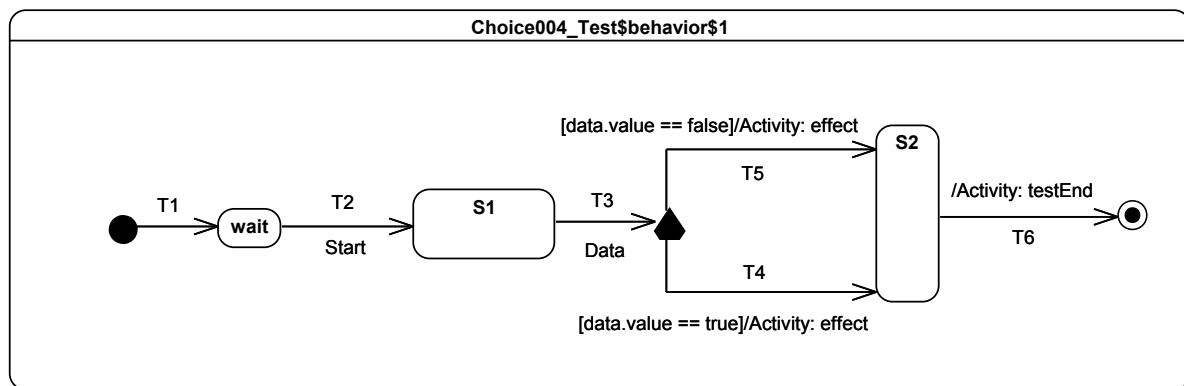 Choice004_Test$behavior$1
[data.value == false]/Activity: effect
S2
T5
/Activity: testEnd
T1
T2
S1
T3
wait
Start
Data
T6
T4
[data.value == true]/Activity: effect